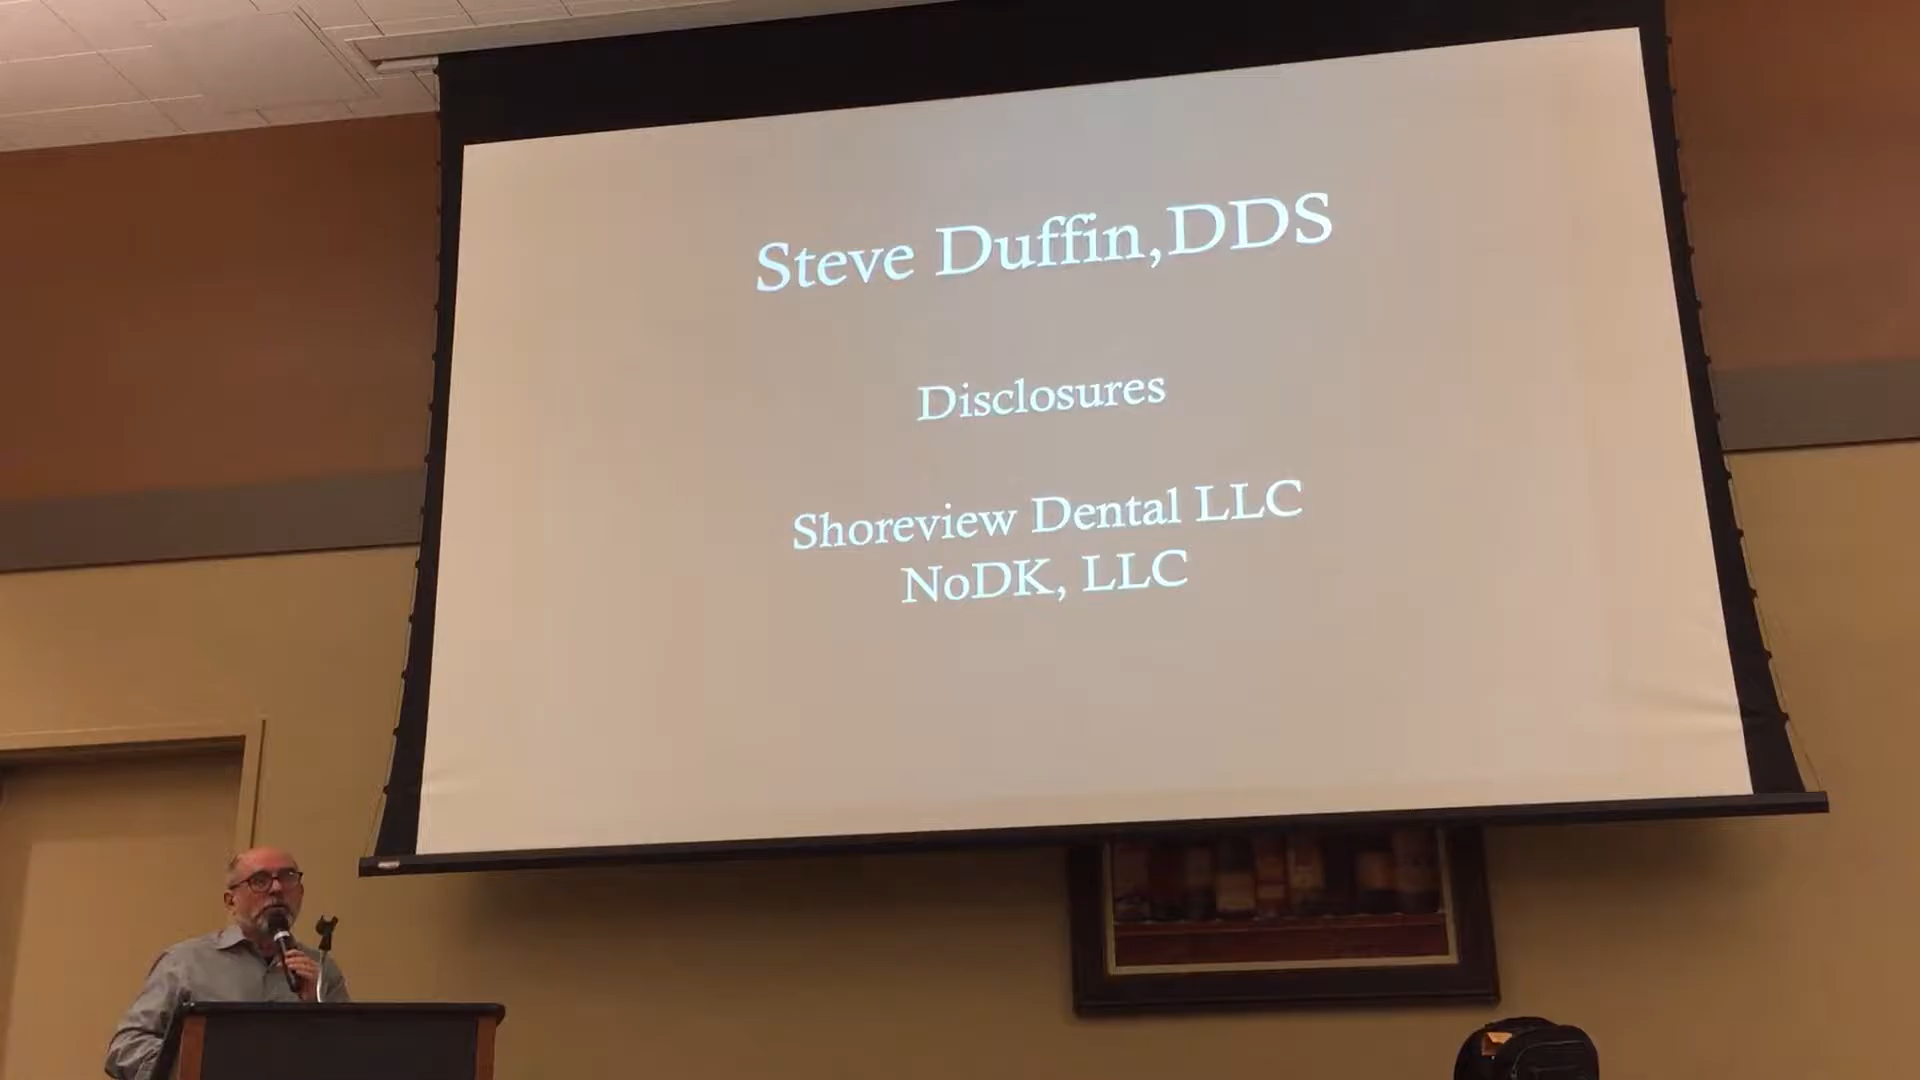 Steve Duffin,DDS
Disclosures
Shoreview Dental LLC
NoDK, LLC